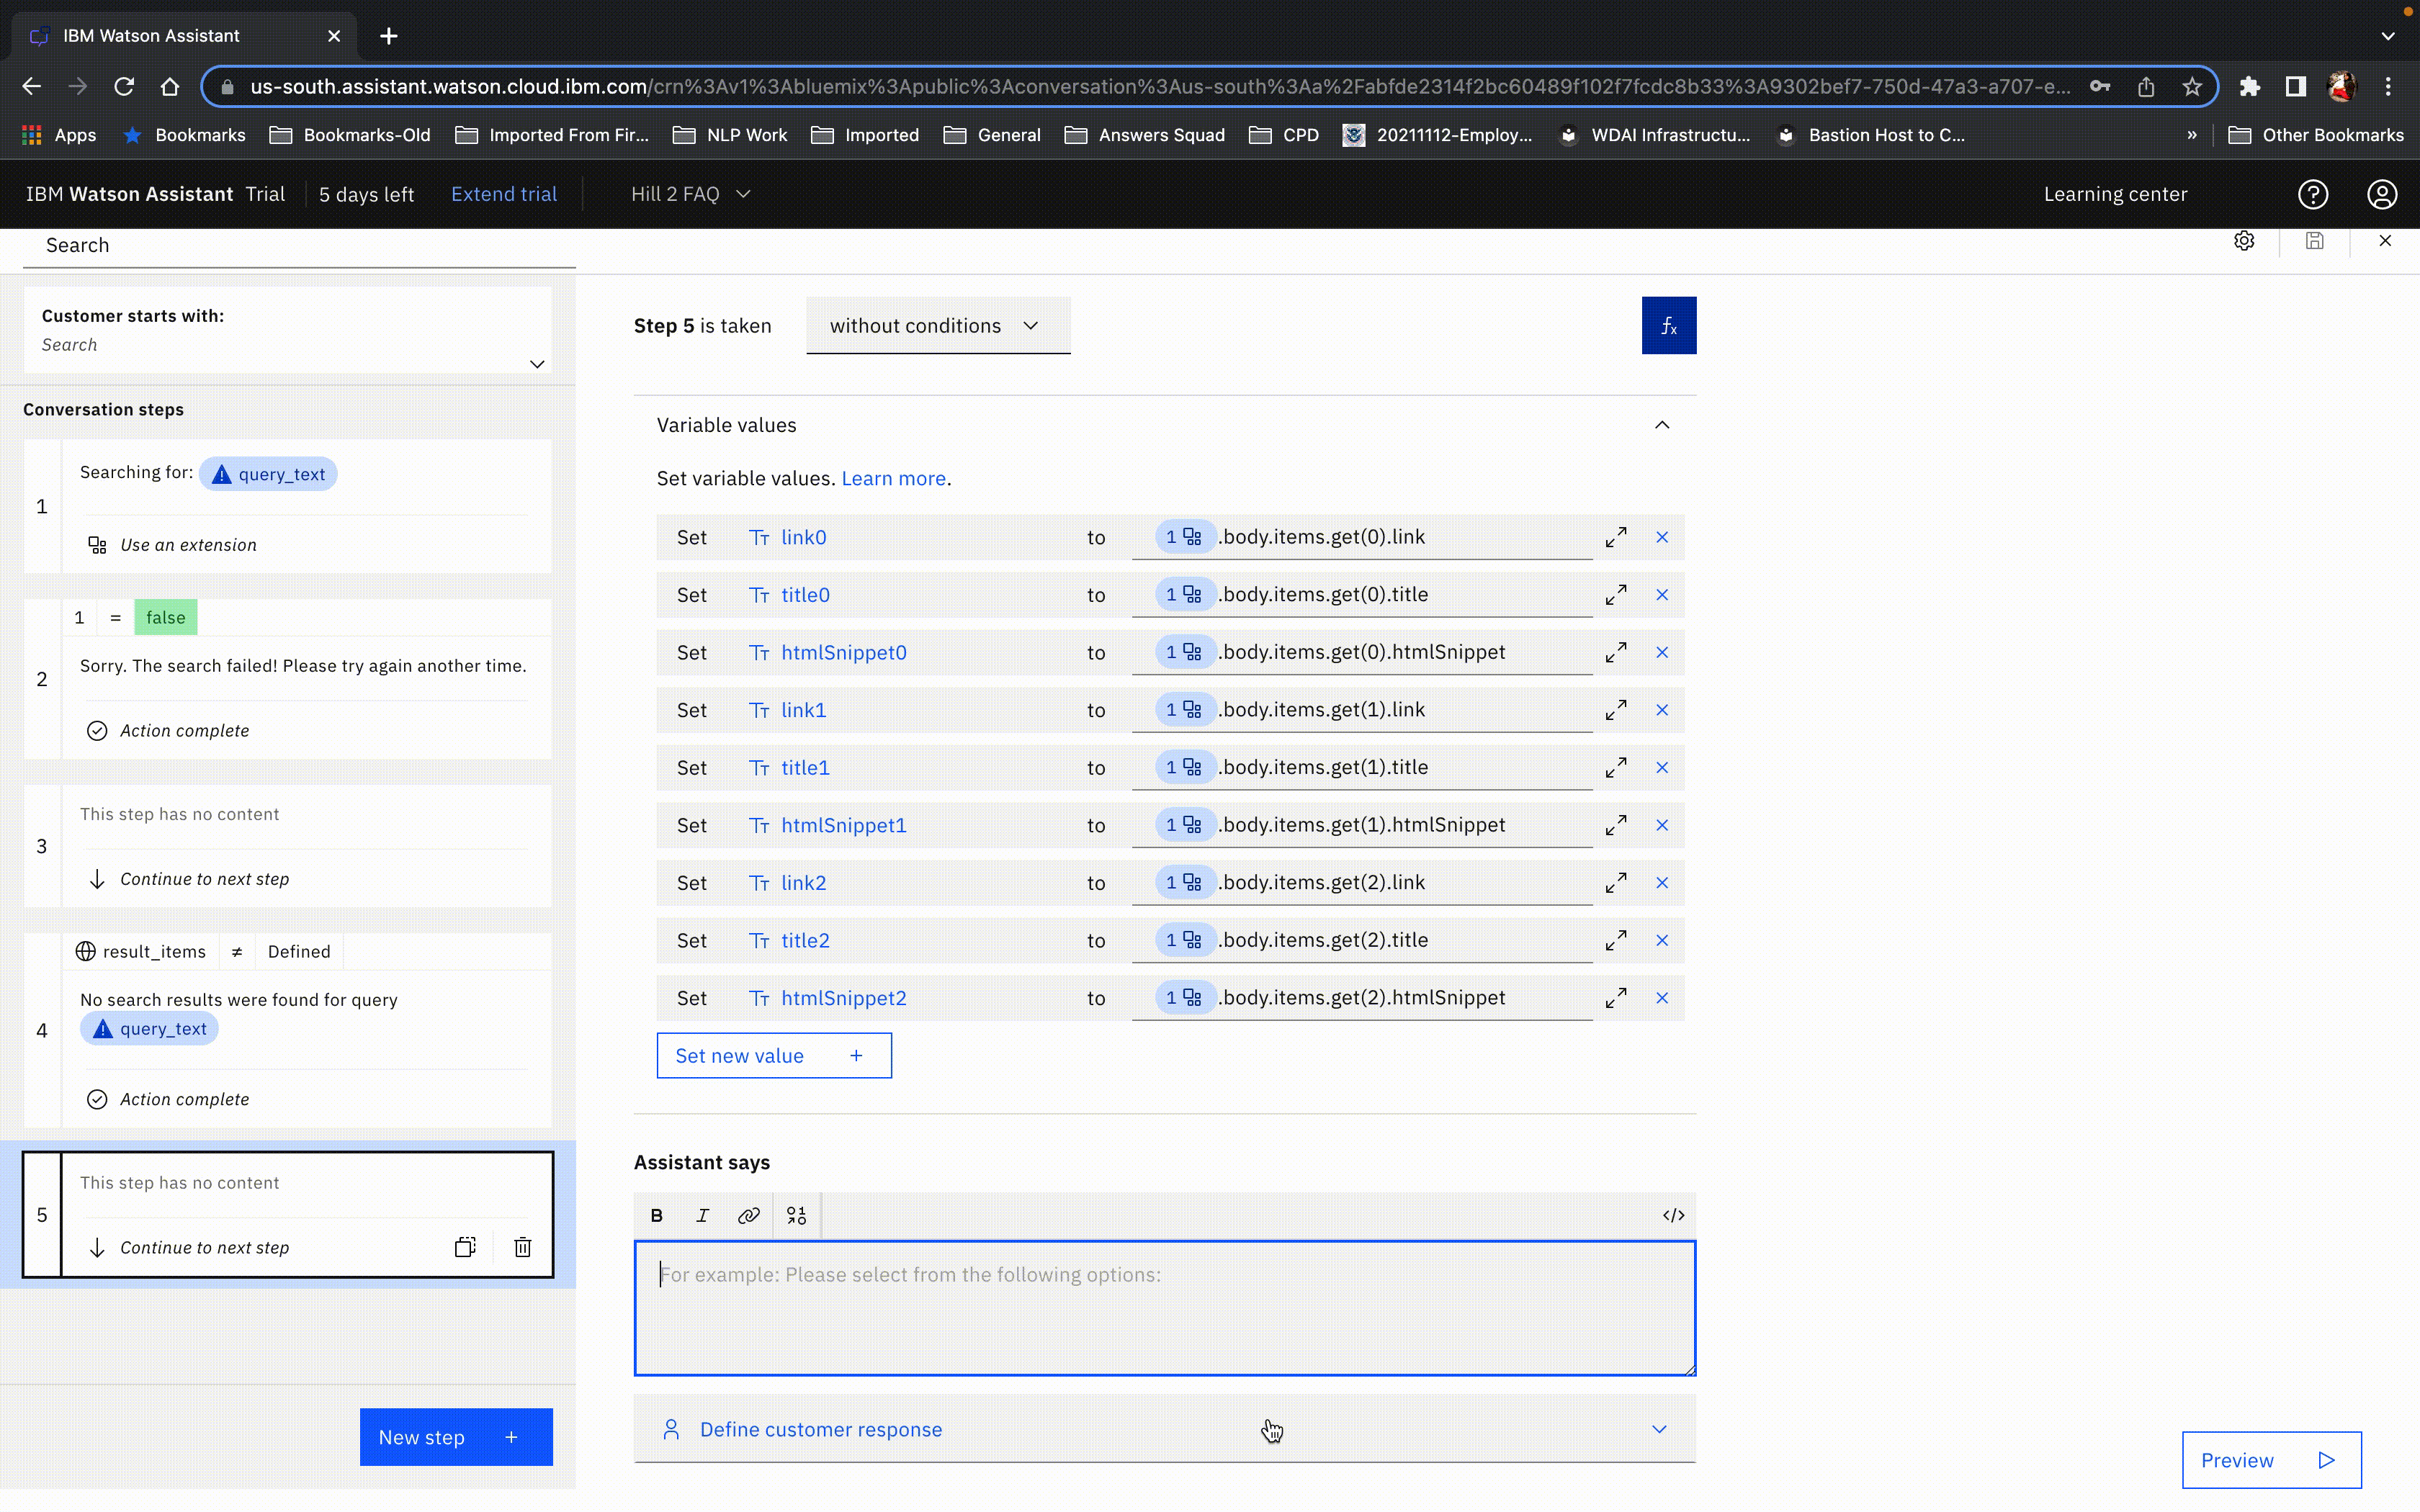 IBM Watson Assistant
us-south.assistant.watson.cloud.ibm.com/crn%3Av1%3Abluemix%3Apublic%3Aconversation%3Aus-south%3Aa%2Fabfde2314f2bc60489f102f7fcdc8b33%3A9302bef7-750d-47a3-a707-e...
Apps Bookmarks Bookmarks-Old Imported From Fir... NLP Work Imported General Answers Squad CPD 20211112-Employ... WDAI Infrastructu... Bastion Host to C... » Other Bookmarks
IBM Watson Assistant Trial 5 days left Extend trial Hill 2 FAQ Learning center
Search
Customer starts with:
Search
Conversation steps
1
Searching for: query_text
Use an extension
2
1 = false
Sorry. The search failed! Please try again another time.
Action complete
3
This step has no content
Continue to next step
4
result_items ≠ Defined
No search results were found for query
query_text
Action complete
5
This step has no content
Continue to next step
New step +
Step 5 is taken without conditions fx
Variable values
Set variable values. Learn more.
Set Tт link0 to 1 .body.items.get(0).link
Set Tт title0 to 1 .body.items.get(0).title
Set Tт htmlSnippet0 to 1 .body.items.get(0).htmlSnippet
Set Tт link1 to 1 .body.items.get(1).link
Set Tт title1 to 1 .body.items.get(1).title
Set Tт htmlSnippet1 to 1 .body.items.get(1).htmlSnippet
Set Tт link2 to 1 .body.items.get(2).link
Set Tт title2 to 1 .body.items.get(2).title
Set Tт htmlSnippet2 to 1 .body.items.get(2).htmlSnippet
Set new value +
Assistant says
B I </>
For example: Please select from the following options:
Define customer response
Preview